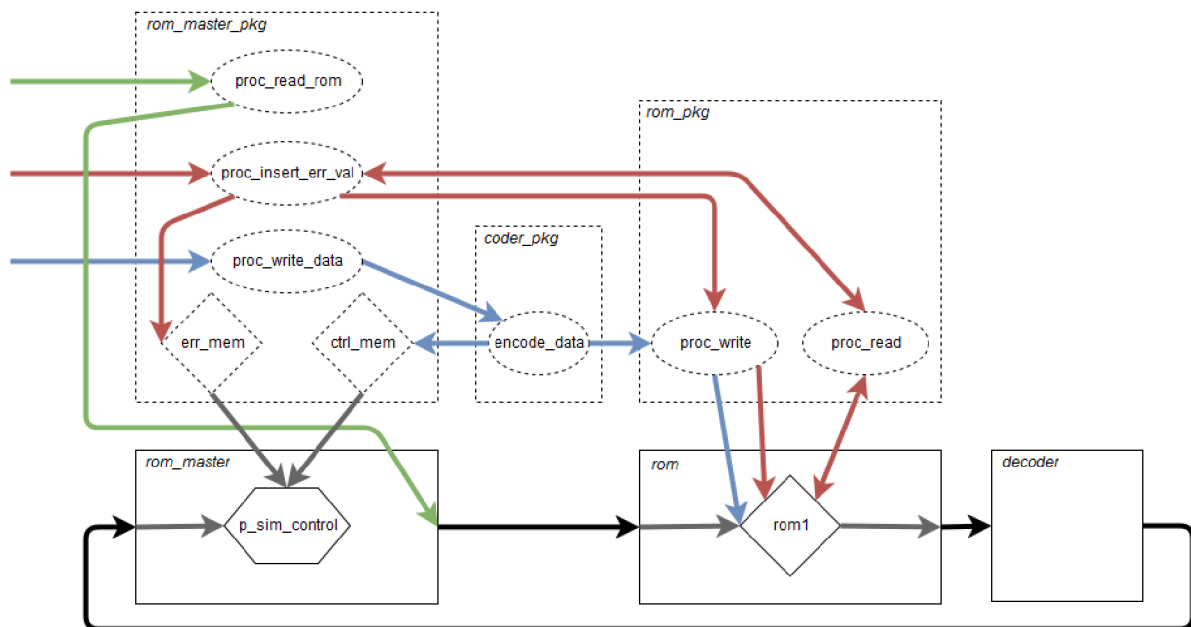 rom_master_pkg
proc_read_rom
rom_pkg
proc_insert_err_val
coder_pkg
proc_write_data
err_mem
ctrl_mem
encode_data
proc_write
proc_read
rom_master
rom
decoder
p_sim_control
rom1